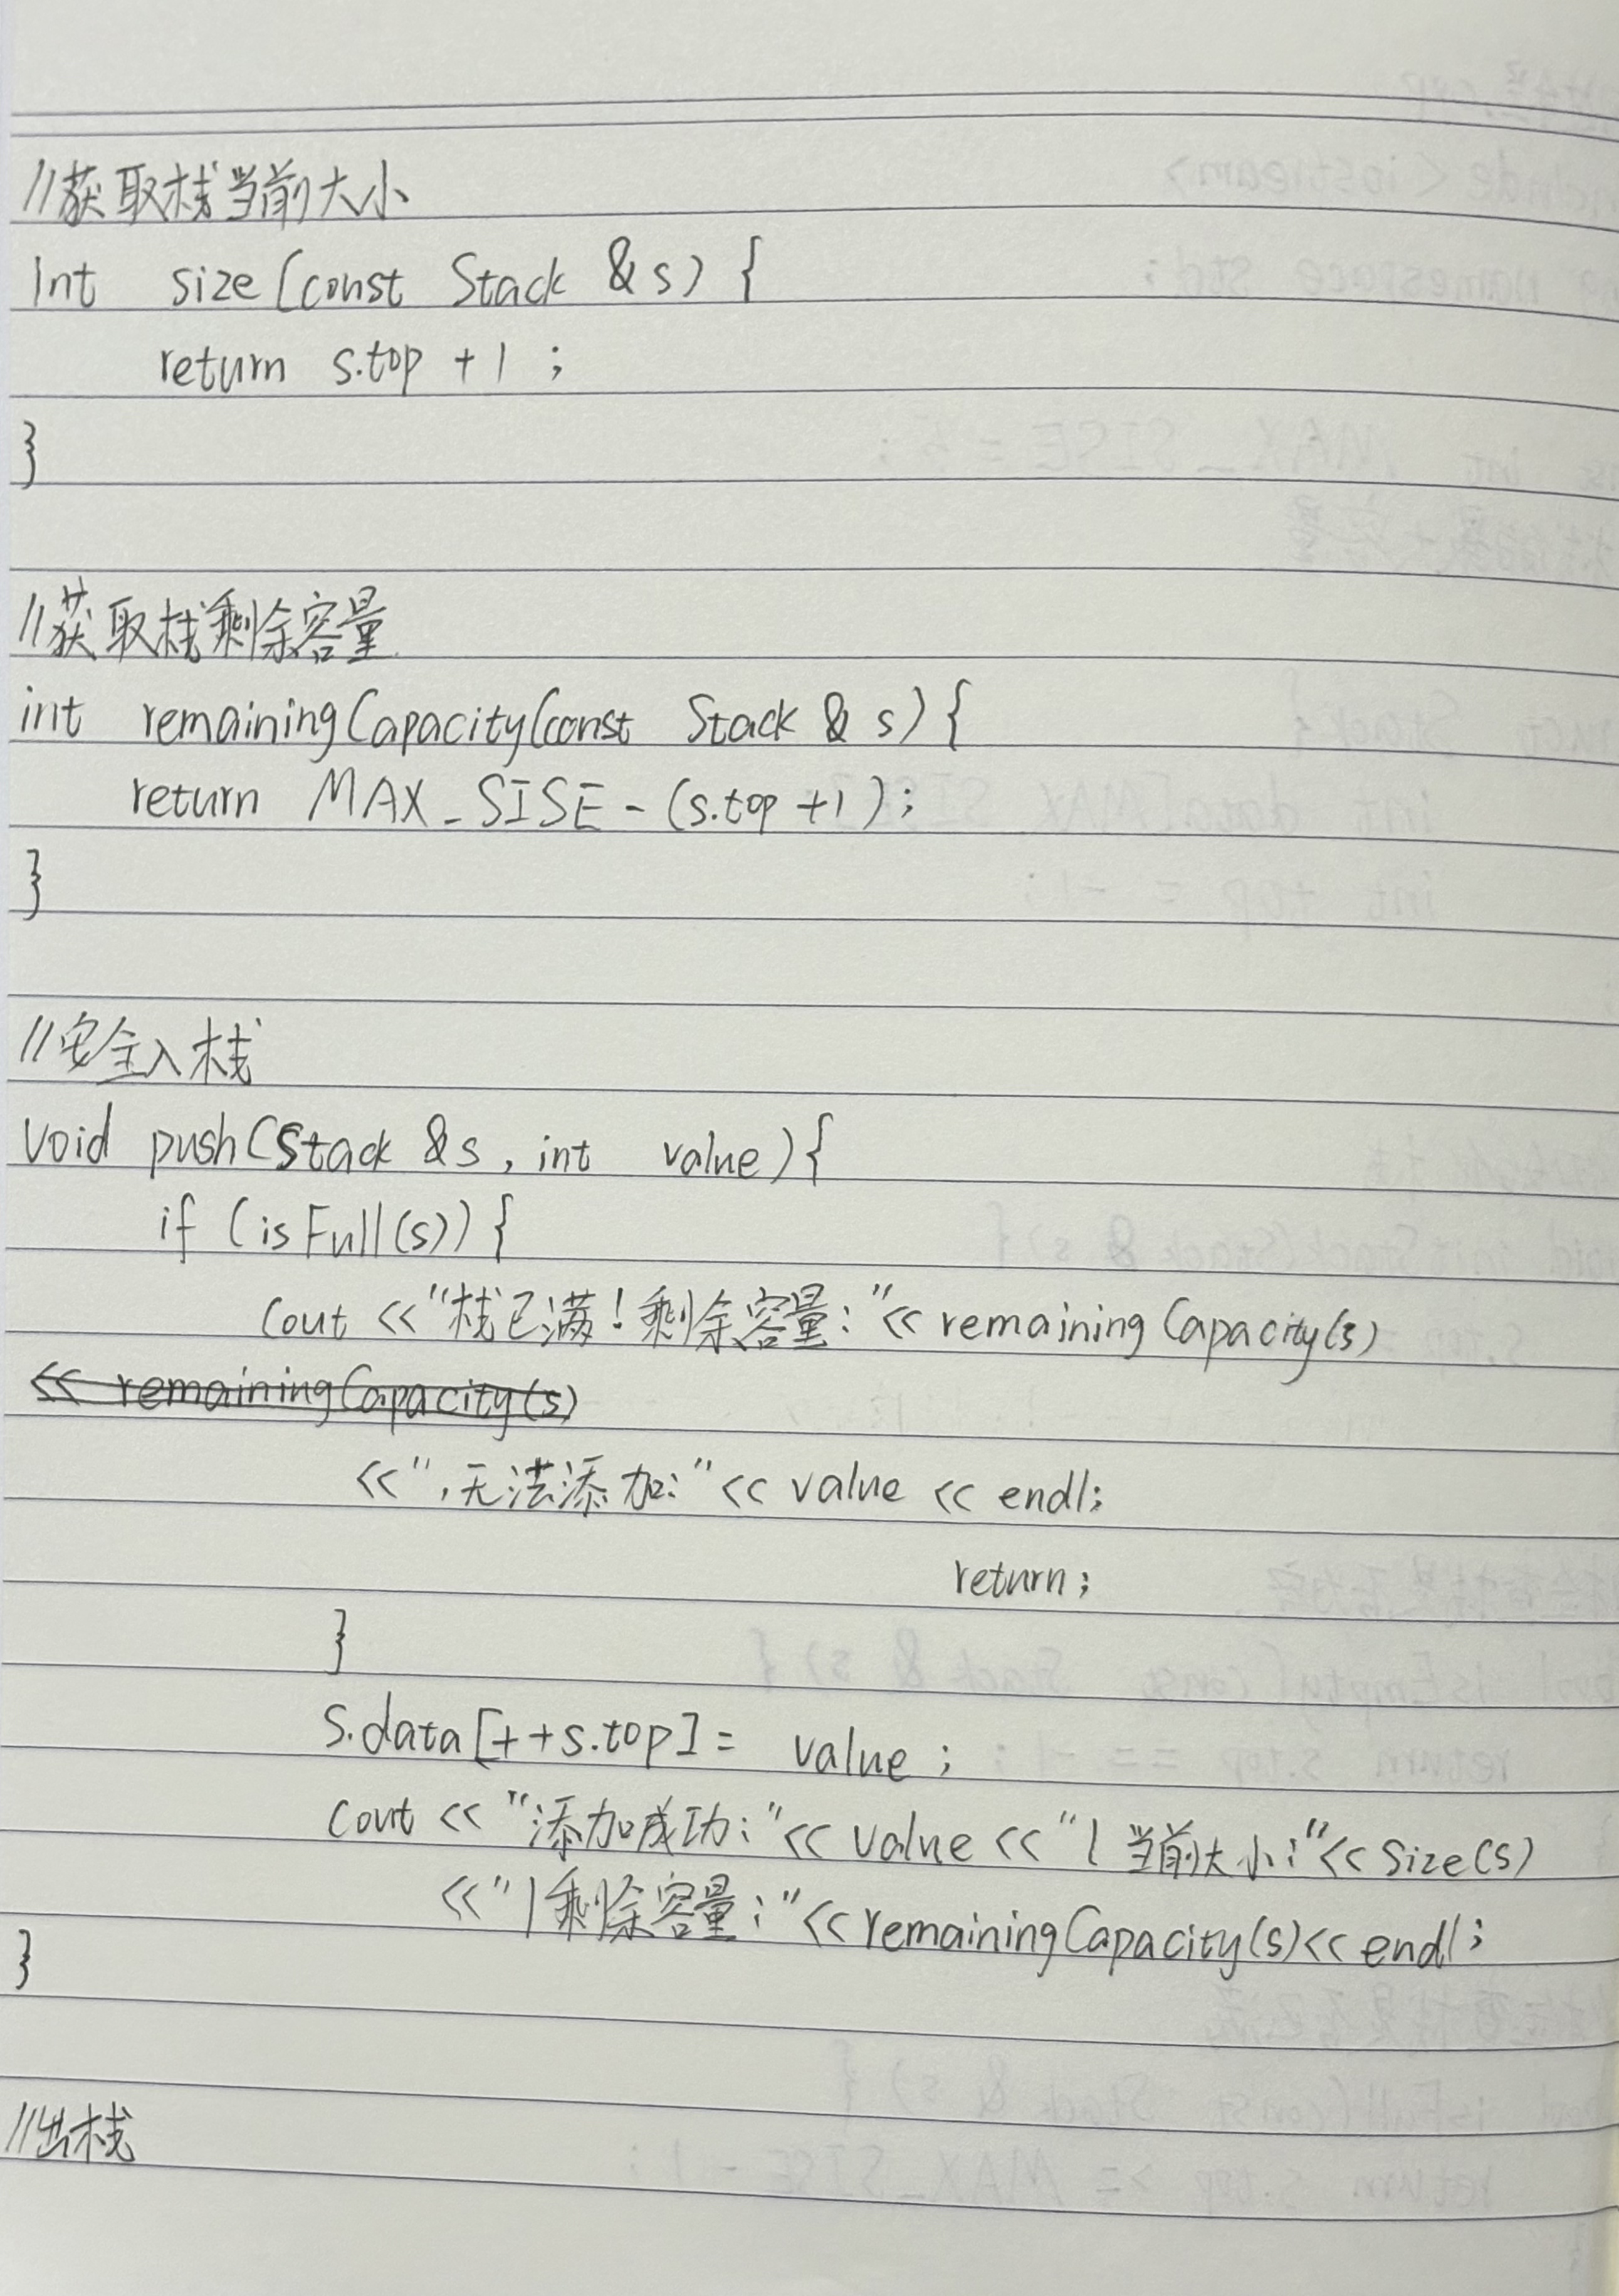 //获取栈当前大小
Int size(const Stack &s) {
return s.top + 1 ;
}
//获取栈剩余容量
int remainingCapacity(const Stack & s){
return MAX_SISE - (s.top +1);
}
//安全入栈
void push(Stack &s, int value){
if (isFull(s)) {
cout <<"栈已满!剩余容量:"<< remainingCapacity(s)
<< remainingCapacity(s)
<<",无法添加:"<< value << endl;
return;
}
s.data[++s.top]= value ;
cout << "添加成功:"<< value <<"| 当前大小:"<< size(s)
<<"|剩余容量:"<<remainingCapacity(s)<< endl;
}
//出栈